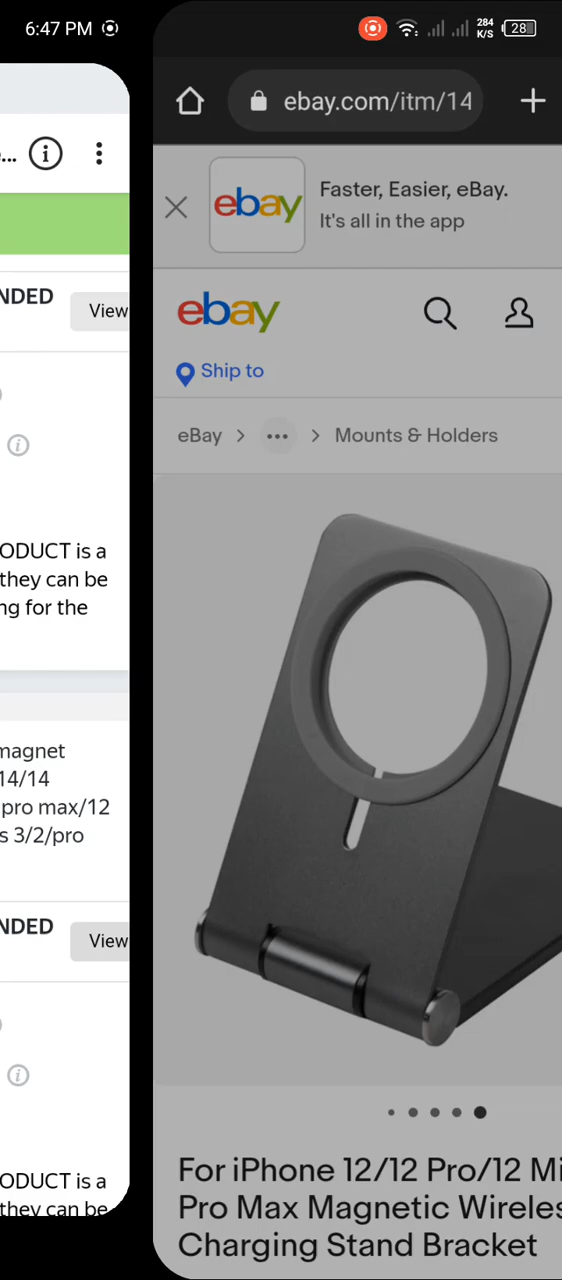 6:47 PM
284
K/S
28
ebay.com/itm/14
...
NDED
View
ebay
Faster, Easier, eBay.
It's all in the app
ebay
Ship to
eBay > ... > Mounts & Holders
ODUCT is a
they can be
ng for the
magnet
14/14
pro max/12
s 3/2/pro
NDED
View
ODUCT is a
they can be
For iPhone 12/12 Pro/12 Mi
Pro Max Magnetic Wireles
Charging Stand Bracket